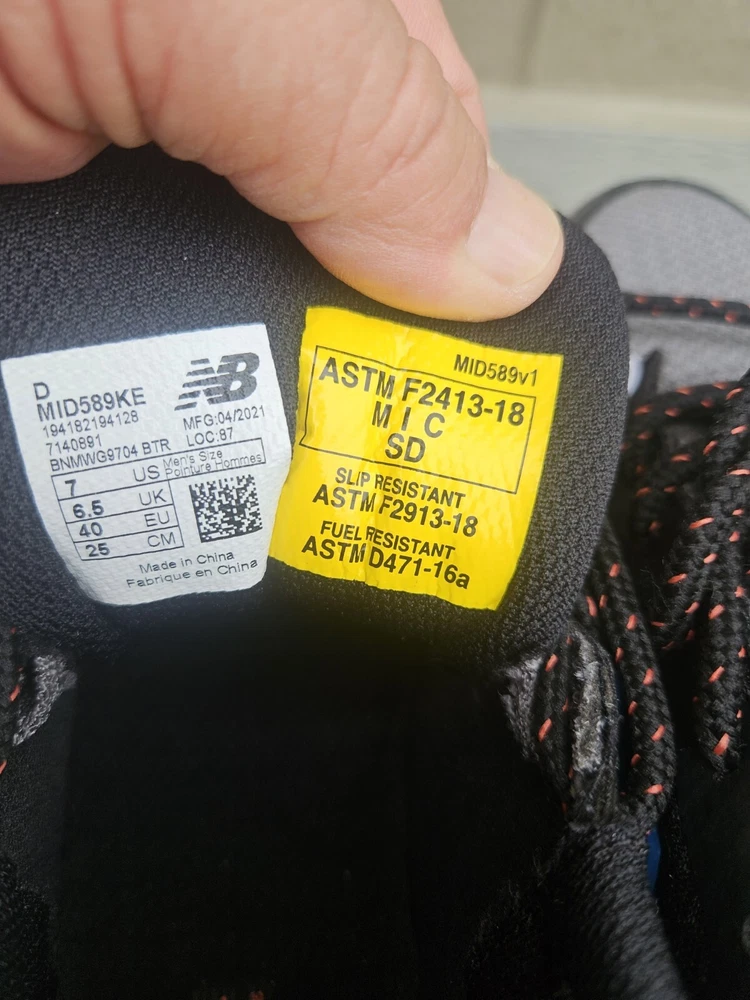 D
MID589KE
194182194128
7140891
BNMWG9704 BTR
NB
MFG:04/2021
LOC:87
7 US Men's Size
Pointure Hommes
6.5 UK
40 EU
25 CM
Made in China
Fabriqué en China
MID589v1
ASTM F2413-18
M I C
SD
SLIP RESISTANT
ASTM F2913-18
FUEL RESISTANT
ASTM D471-16a